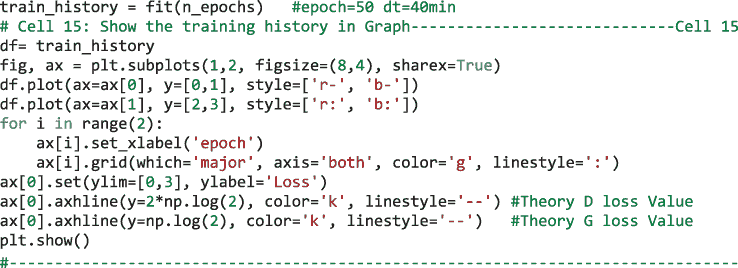 train_history = fit(n_epochs)   #epoch=50 dt=40min
# Cell 15: Show the training history in Graph-----------------------------Cell 15
df= train_history
fig, ax = plt.subplots(1,2, figsize=(8,4), sharex=True)
df.plot(ax=ax[0], y=[0,1], style=['r-', 'b-'])
df.plot(ax=ax[1], y=[2,3], style=['r:', 'b:'])
for i in range(2):
    ax[i].set_xlabel('epoch')
    ax[i].grid(which='major', axis='both', color='g', linestyle=':')
ax[0].set(ylim=[0,3], ylabel='Loss')
ax[0].axhline(y=2*np.log(2), color='k', linestyle='--') #Theory D loss Value
ax[0].axhline(y=np.log(2), color='k', linestyle='--')   #Theory G loss Value
plt.show()
#--------------------------------------------------------------------------------